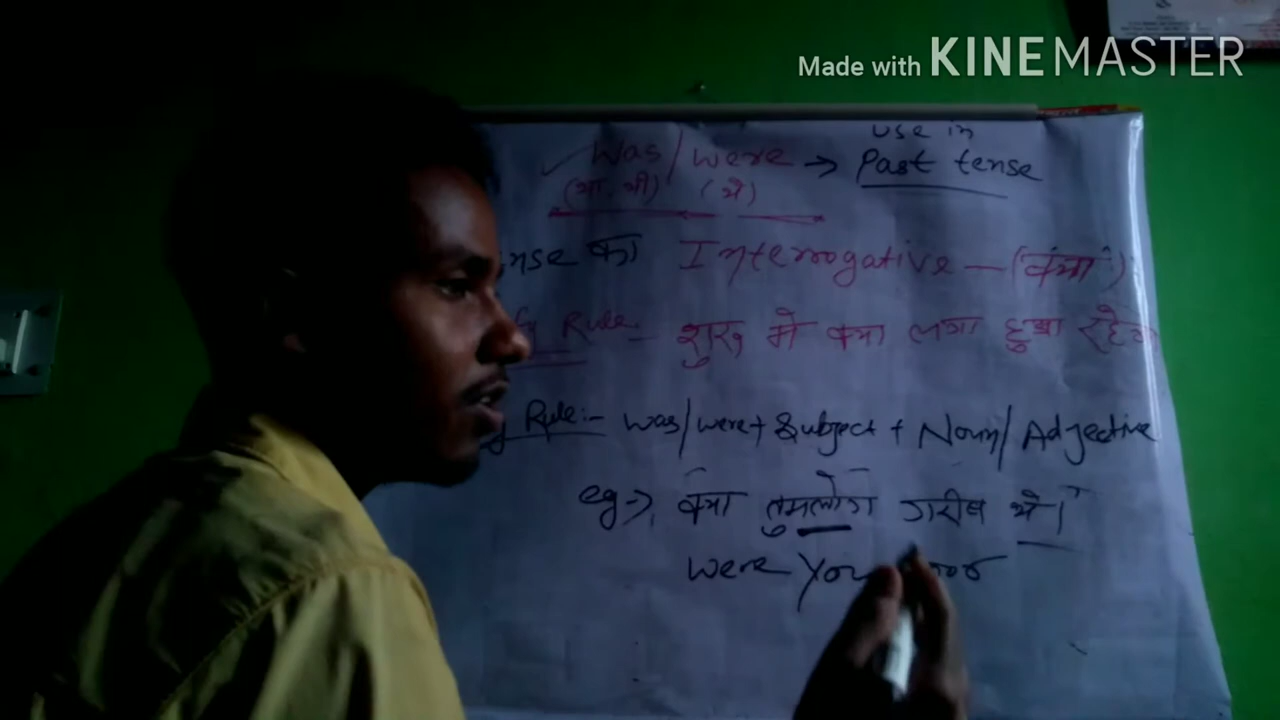 Made with KINEMASTER
use in
Was/were → Past tense
(था. थी) (थे)
nse का Interrogative — (क्या)
Rule:- शुरु मे क्या लगा हुआ रहे
Rule:- was/were + Subject + Noun/Adjective
eg →, क्या तुमलोग गरीब थे।
were you